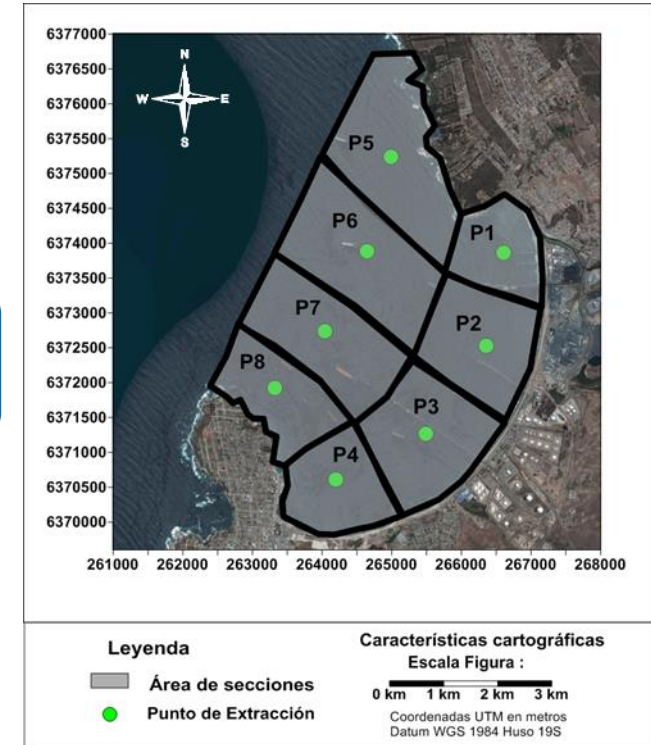 6377000
6376500
6376000
6375500
6375000
6374500
6374000
6373500
6373000
6372500
6372000
6371500
6371000
6370500
6370000
N
W E
S
P5
P6
P1
P7
P2
P8
P3
P4
261000 262000 263000 264000 265000 266000 267000 268000
Leyenda
Área de secciones
Punto de Extracción
Características cartográficas
Escala Figura :
0 km 1 km 2 km 3 km
Coordenadas UTM en metros
Datum WGS 1984 Huso 19S